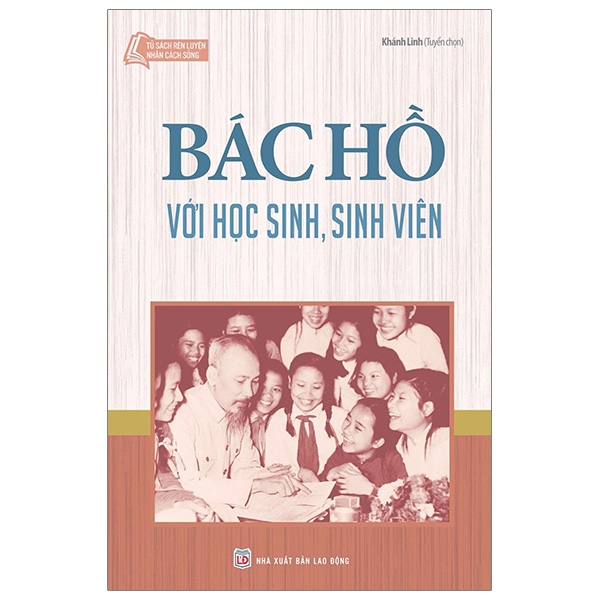 TỦ SÁCH RÈN LUYỆN
NHÂN CÁCH SỐNG
Khánh Linh (Tuyển chọn)
BÁC HỒ
VỚI HỌC SINH, SINH VIÊN
LĐ
NHÀ XUẤT BẢN LAO ĐỘNG